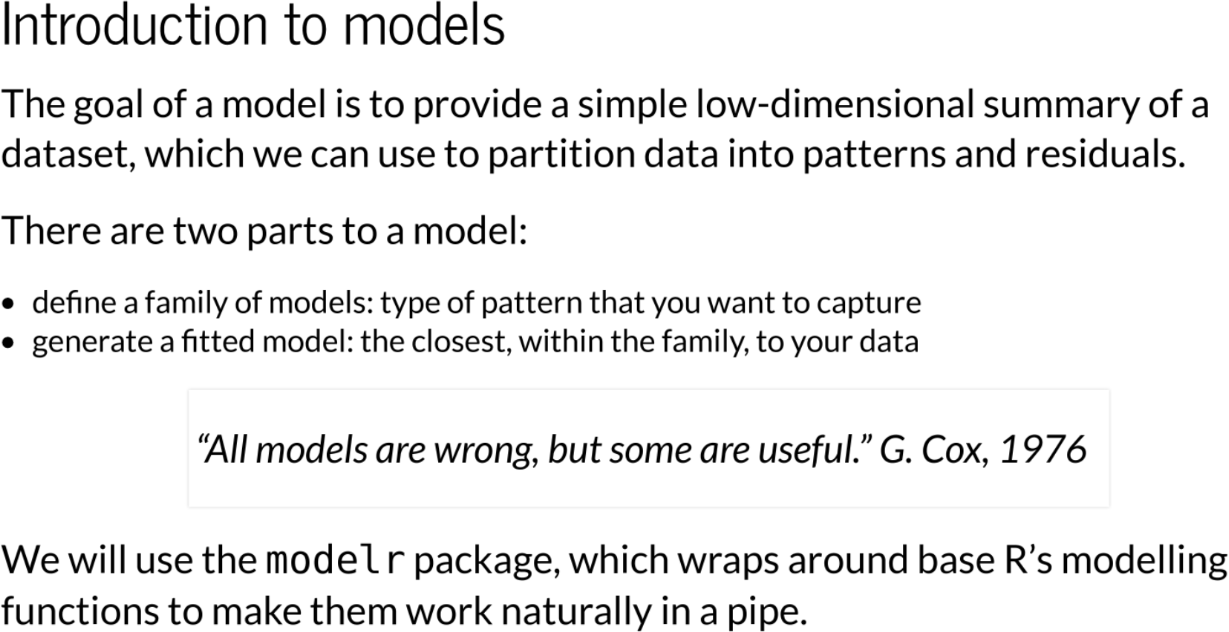 Introduction to models
The goal of a model is to provide a simple low-dimensional summary of a
dataset, which we can use to partition data into patterns and residuals.
There are two parts to a model:
• define a family of models: type of pattern that you want to capture
• generate a fitted model: the closest, within the family, to your data
“All models are wrong, but some are useful.” G. Cox, 1976
We will use the modelr package, which wraps around base R’s modelling
functions to make them work naturally in a pipe.